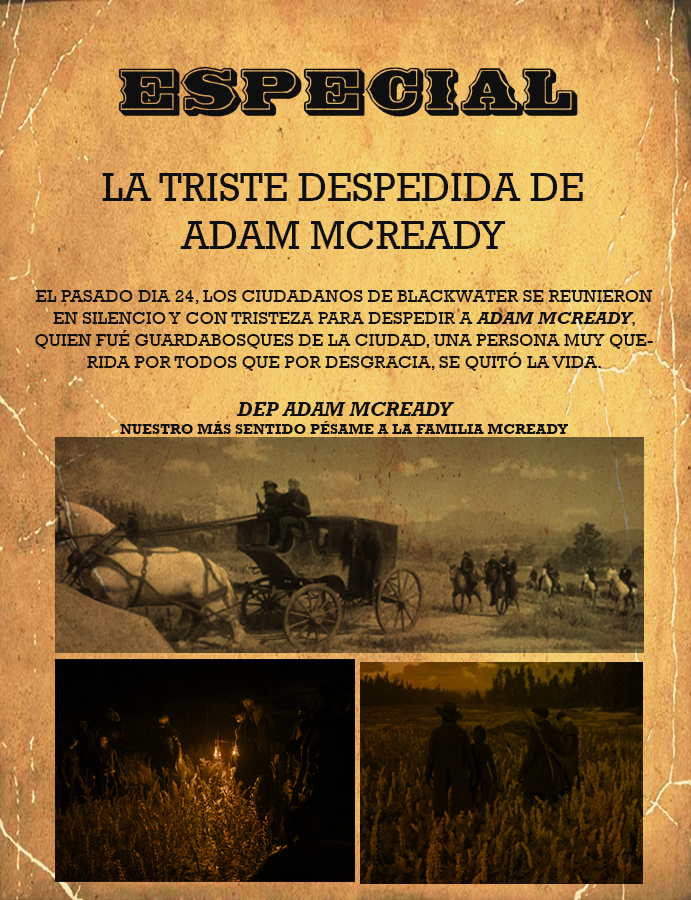 ESPECIAL
LA TRISTE DESPEDIDA DE
ADAM MCREADY
EL PASADO DIA 24, LOS CIUDADANOS DE BLACKWATER SE REUNIERON
EN SILENCIO Y CON TRISTEZA PARA DESPEDIR A ADAM MCREADY,
QUIEN FUÉ GUARDABOSQUES DE LA CIUDAD, UNA PERSONA MUY QUE-
RIDA POR TODOS QUE POR DESGRACIA, SE QUITÓ LA VIDA.
DEP ADAM MCREADY
NUESTRO MÁS SENTIDO PÉSAME A LA FAMILIA MCREADY